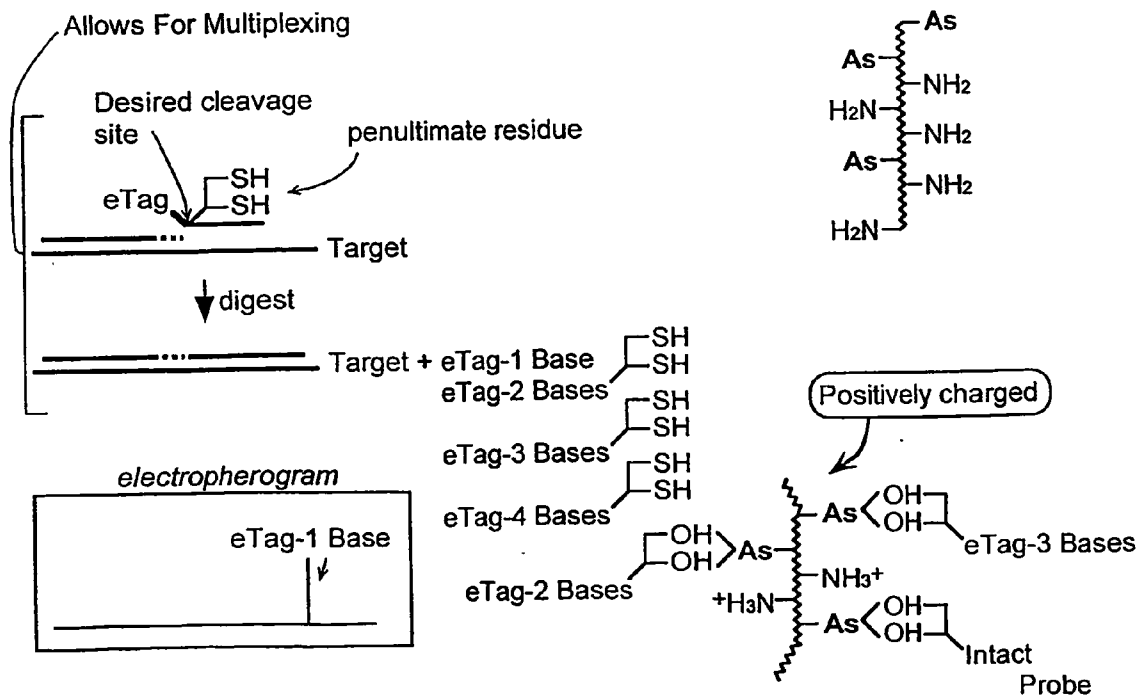 Allows For Multiplexing
Desired cleavage
site
penultimate residue
SH
SH
eTag
Target
digest
Target + eTag-1 Base
SH
SH
eTag-2 Bases
SH
SH
eTag-3 Bases
SH
SH
eTag-4 Bases
electropherogram
eTag-1 Base
As
As
NH2
H2N
NH2
As
NH2
H2N
Positively charged
OH
OH
As
eTag-2 Bases
As
OH
OH
eTag-3 Bases
NH3+
+H3N
As
OH
OH
Intact
Probe